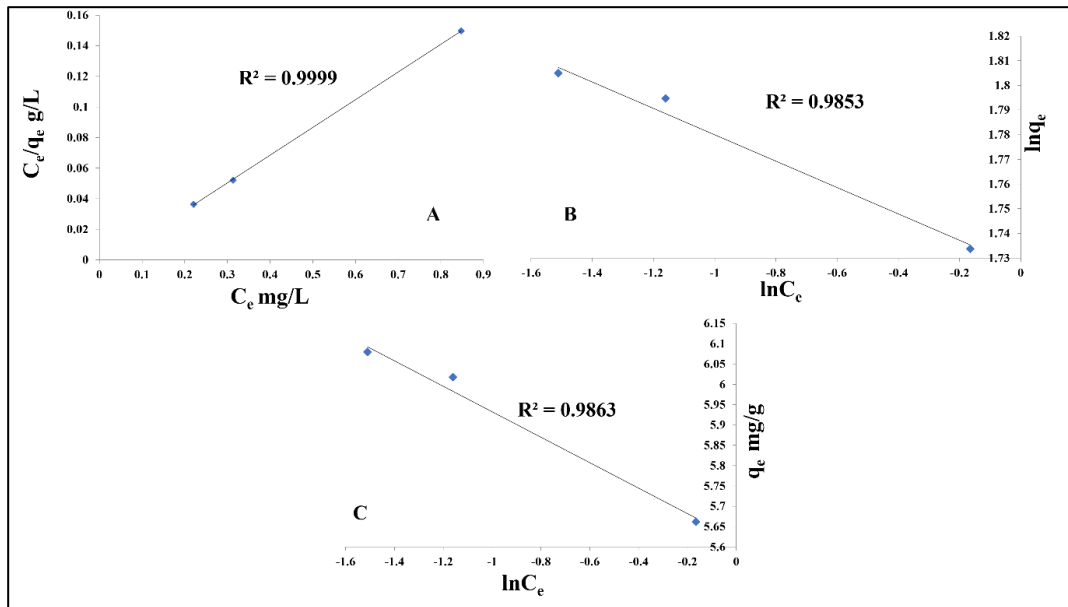 0.16
0.14
0.12
0.1
0.08
0.06
0.04
0.02
0
Cₑ/qₑ g/L
R² = 0.9999
A
0 0.1 0.2 0.3 0.4 0.5 0.6 0.7 0.8 0.9
Cₑ mg/L
1.82
1.81
1.8
1.79
1.78
1.77
1.76
1.75
1.74
1.73
lnqₑ
R² = 0.9853
B
-1.6 -1.4 -1.2 -1 -0.8 -0.6 -0.4 -0.2 0
lnCₑ
6.15
6.1
6.05
6
5.95
5.9
5.85
5.8
5.75
5.7
5.65
5.6
qₑ mg/g
R² = 0.9863
C
-1.6 -1.4 -1.2 -1 -0.8 -0.6 -0.4 -0.2 0
lnCₑ